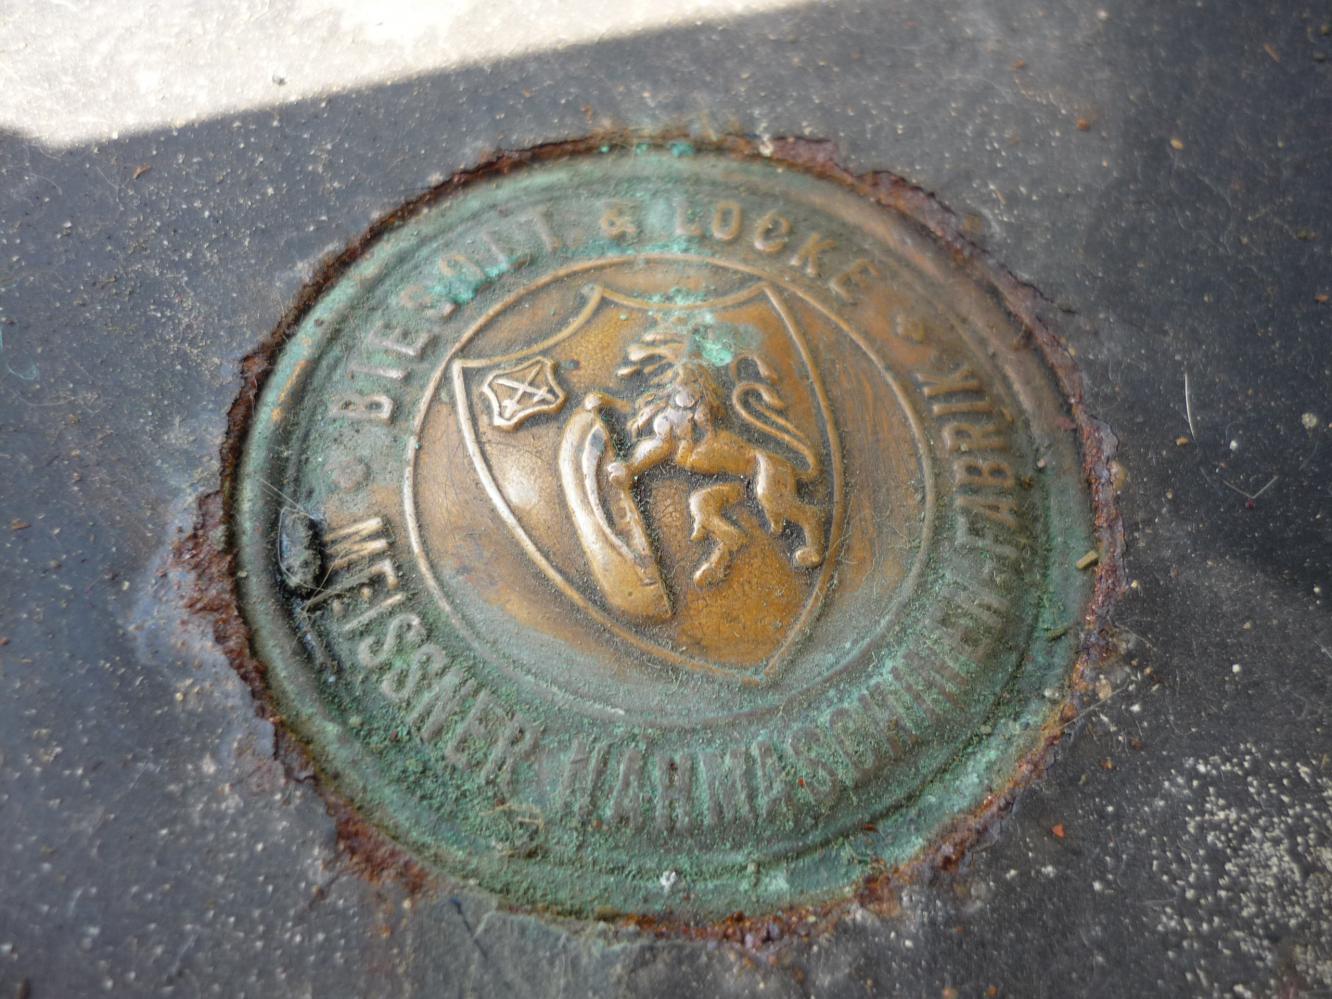 BIESOLT & LOCKE
MEISSNER NÄHMASCHINEN-FABRIK